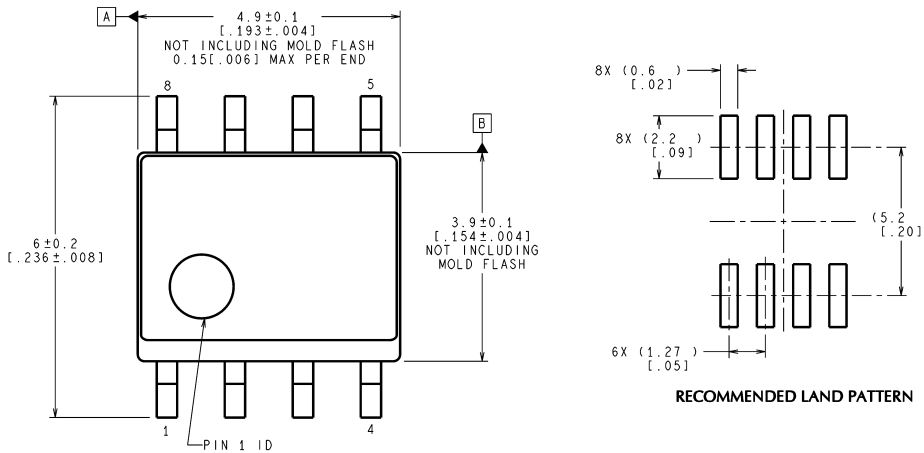 A
4.9±0.1
[.193±.004]
NOT INCLUDING MOLD FLASH
0.15[.006] MAX PER END
8
5
B
6±0.2
[.236±.008]
3.9±0.1
[.154±.004]
NOT INCLUDING
MOLD FLASH
1
4
PIN 1 ID
8X (0.6 )
[.02]
8X (2.2 )
[.09]
(5.2
[.20]
6X (1.27 )
[.05]
RECOMMENDED LAND PATTERN